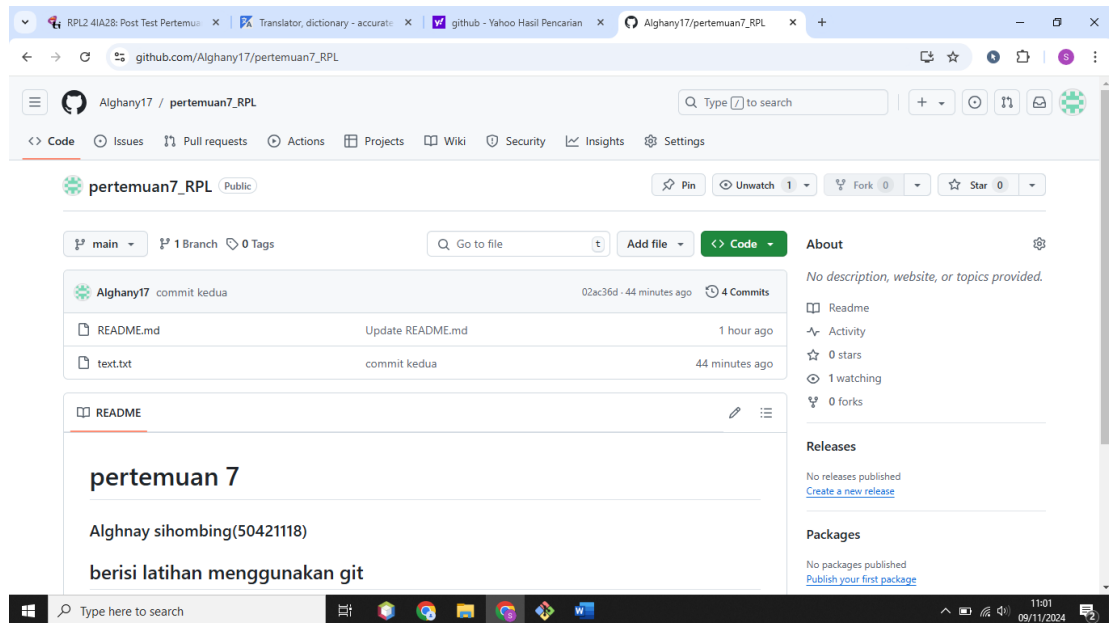 RPL2 4IA28: Post Test Pertemua
Translator, dictionary - accurate
github - Yahoo Hasil Pencarian
Alghany17/pertemuan7_RPL
github.com/Alghany17/pertemuan7_RPL
S
Alghany17 / pertemuan7_RPL
Type / to search
Code Issues Pull requests Actions Projects Wiki Security Insights Settings
pertemuan7_RPL Public
Pin Unwatch 1 Fork 0 Star 0
main 1 Branch 0 Tags
Go to file t
Add file Code
Alghany17 commit kedua 02ac36d · 44 minutes ago 4 Commits
README.md Update README.md 1 hour ago
text.txt commit kedua 44 minutes ago
README
pertemuan 7
Alghnay sihombing(50421118)
berisi latihan menggunakan git
About
No description, website, or topics provided.
Readme
Activity
0 stars
1 watching
0 forks
Releases
No releases published
Create a new release
Packages
No packages published
Publish your first package
Type here to search
11:01
09/11/2024
2